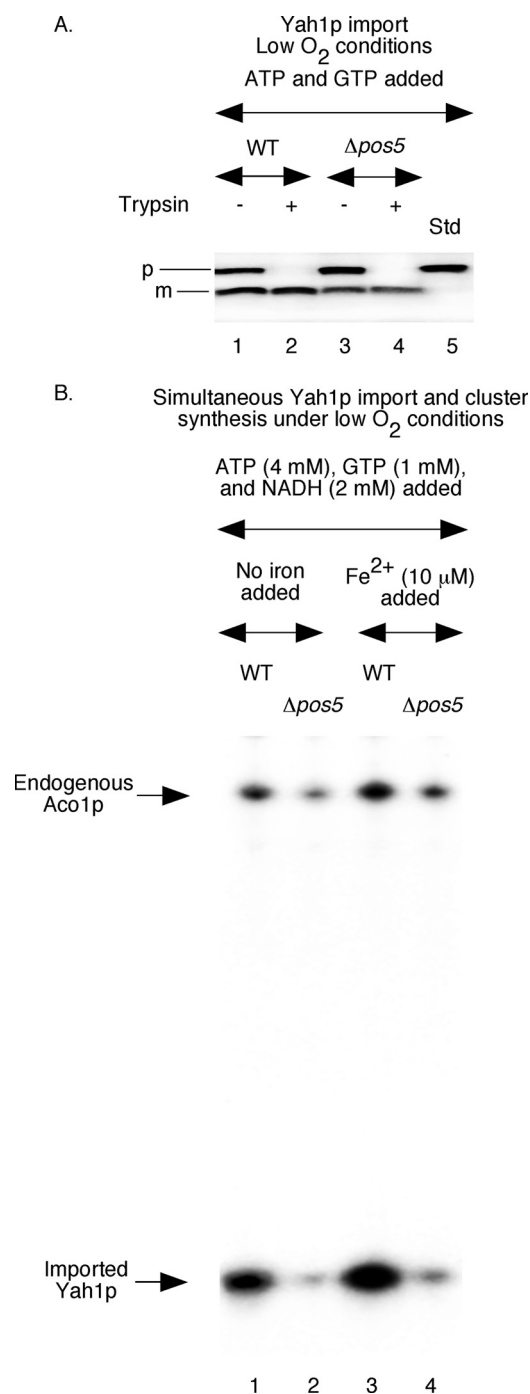 A.
Yah1p import
Low O2 conditions
ATP and GTP added
WT Δpos5
Trypsin - + - +
Std
p
m
1 2 3 4 5
B.
Simultaneous Yah1p import and cluster
synthesis under low O2 conditions
ATP (4 mM), GTP (1 mM),
and NADH (2 mM) added
No iron
added
Fe2+ (10 μM)
added
WT WT
Δpos5 Δpos5
Endogenous
Aco1p
Imported
Yah1p
1 2 3 4